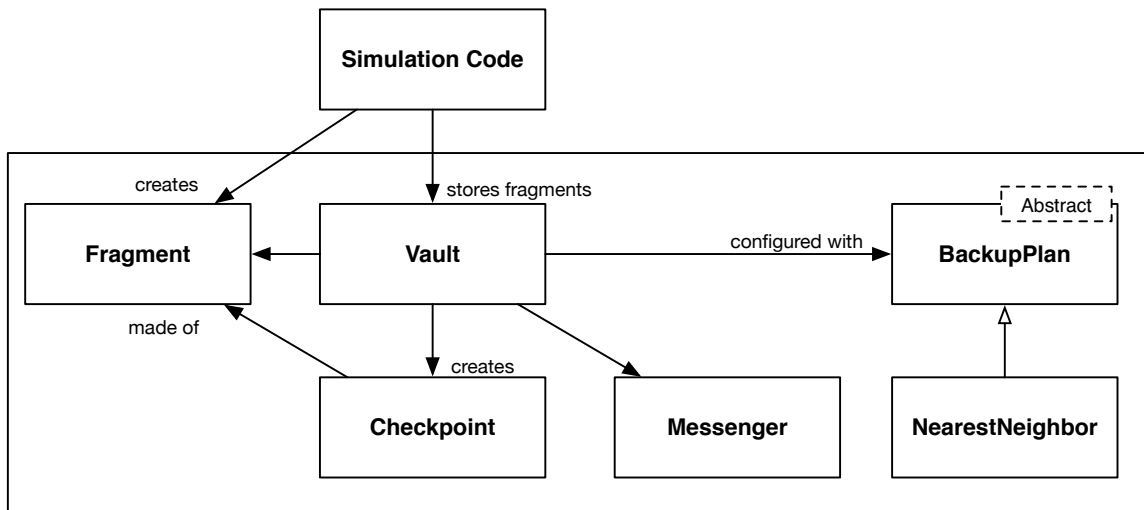 Simulation Code
creates
stores fragments
Abstract
Fragment
Vault
configured with
BackupPlan
made of
creates
Checkpoint
Messenger
NearestNeighbor